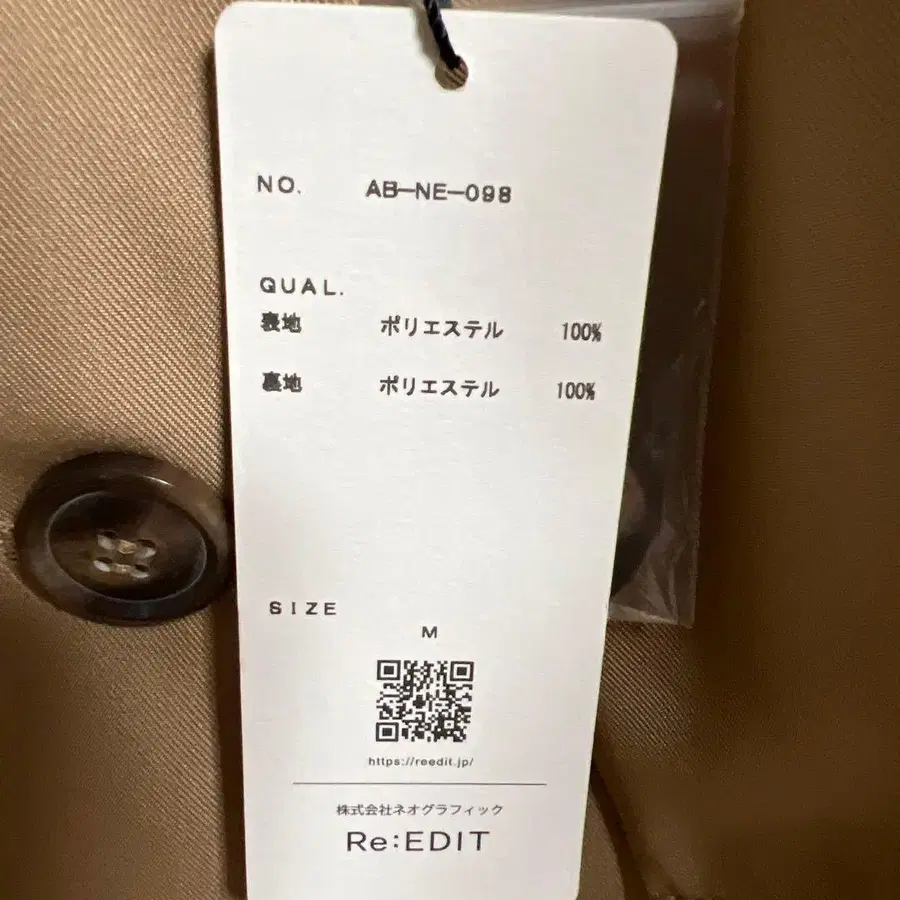 NO. AB-NE-098
QUAL.
表地 ポリエステル 100%
裏地 ポリエステル 100%
SIZE
M
https://reedit.jp/
株式会社ネオグラフィック
Re:EDIT